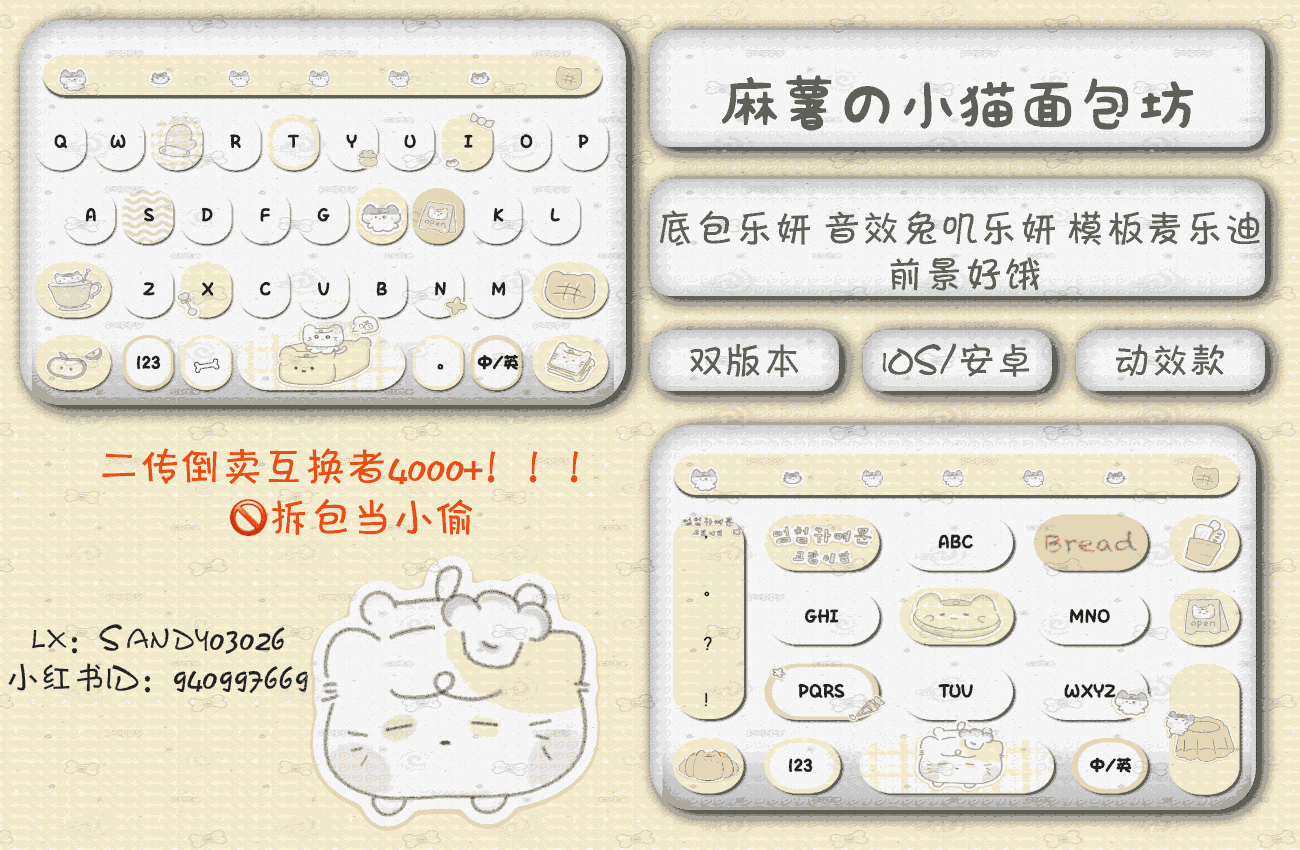 麻薯の小猫面包坊
底包乐妍 音效兔叽乐妍 模板麦乐迪
前景好饿
双版本
iOS/安卓
动效款
Q W R T Y U I O P
A S D F G open K L
Z X C V B N M
123 。 中/英
二传倒卖互换者4000+！！！
🚫拆包当小偷
LX：SANDY03026
小红书ID：940997669
ABC Bread
。 GHI MNO open
?
! PQRS TUV WXYZ
123 中/英